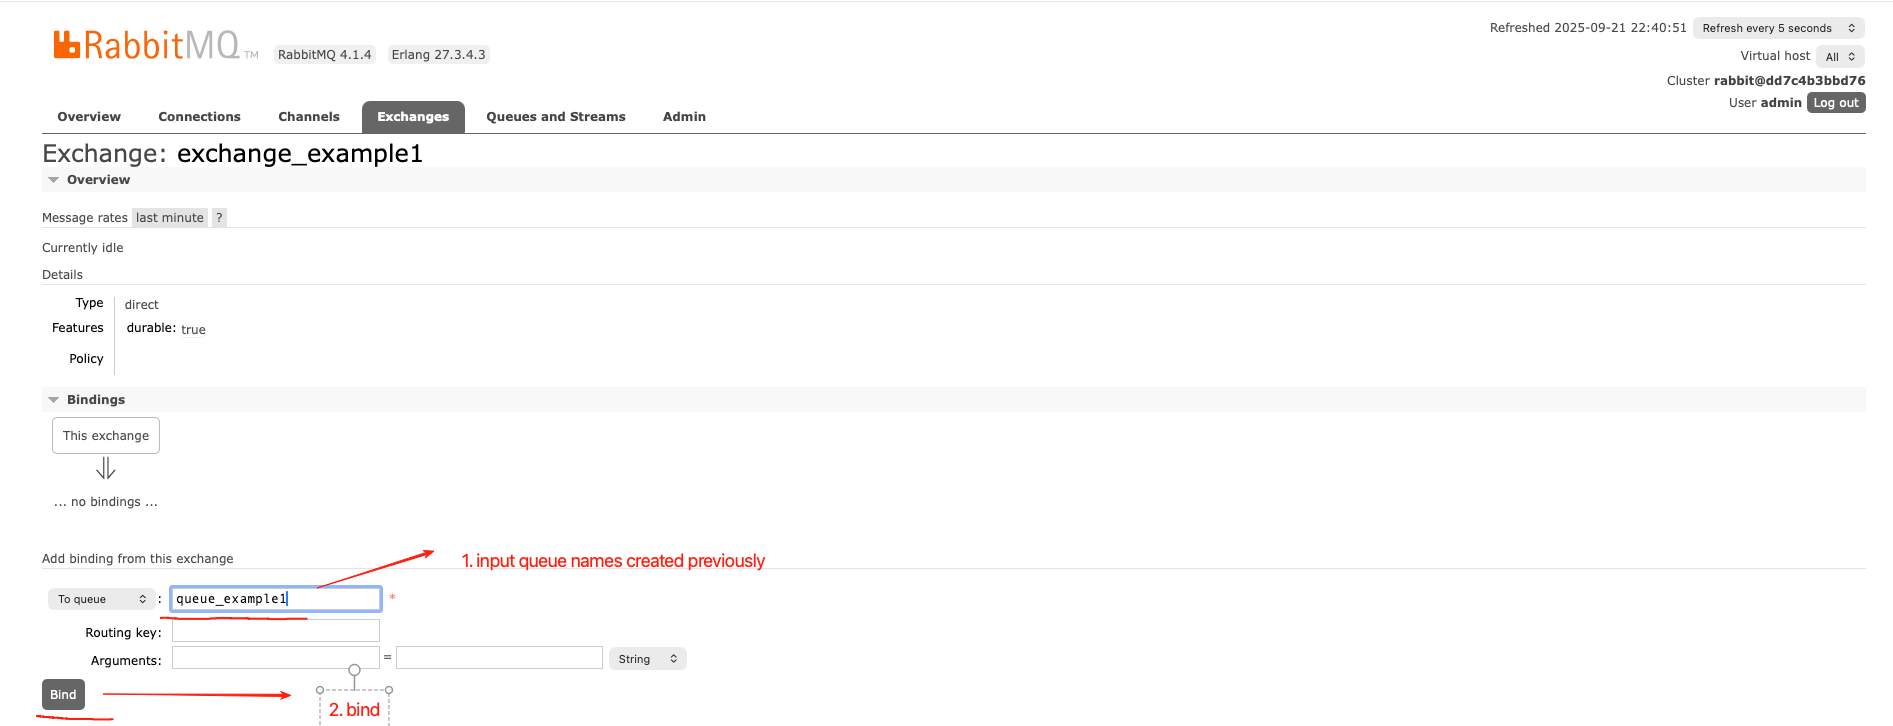 Refreshed 2025-09-21 22:40:51 Refresh every 5 seconds
RabbitMQ TM RabbitMQ 4.1.4 Erlang 27.3.4.3
Virtual host All
Cluster rabbit@dd7c4b3bbd76
User admin Log out
Overview Connections Channels Exchanges Queues and Streams Admin
Exchange: exchange_example1
Overview
Message rates last minute ?
Currently idle
Details
Type direct
Features durable: true
Policy
Bindings
This exchange
... no bindings ...
Add binding from this exchange
1. input queue names created previously
To queue : queue_example1 *
Routing key:
Arguments: = String
Bind
2. bind